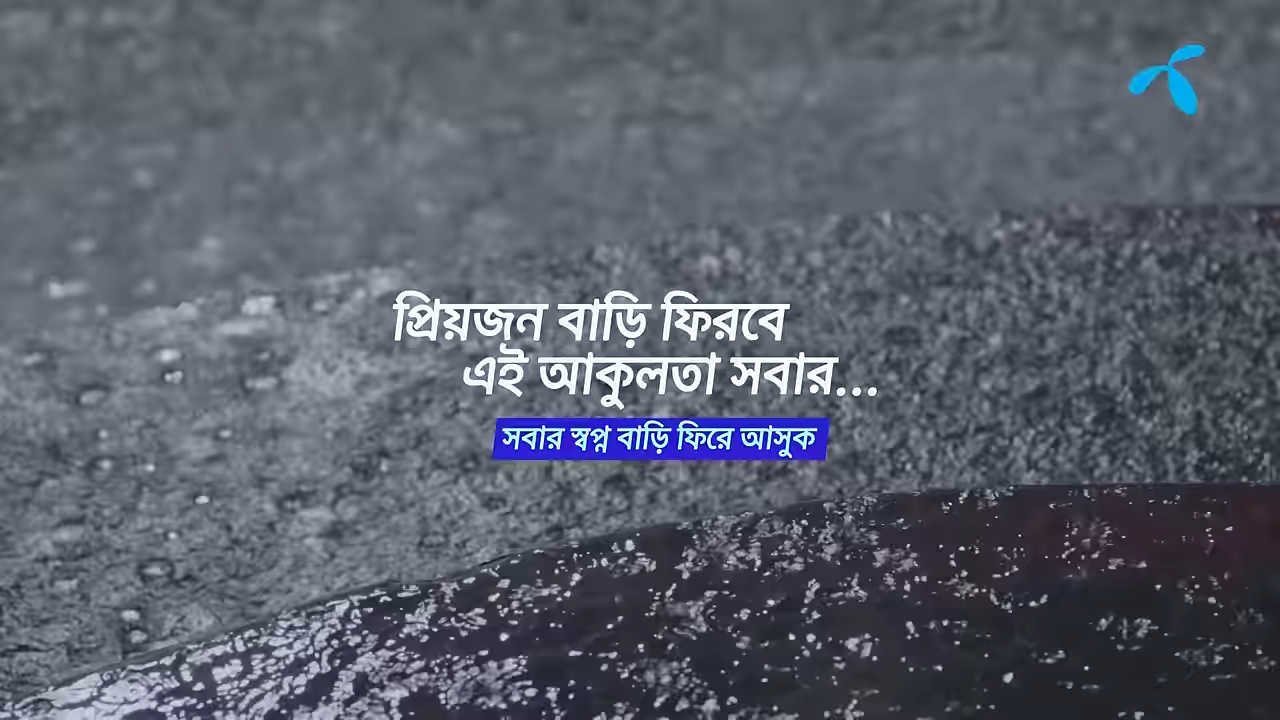 প্রিয়জন বাড়ি ফিরবে
এই আকুলতা সবার...
সবার স্বপ্ন বাড়ি ফিরে আসুক